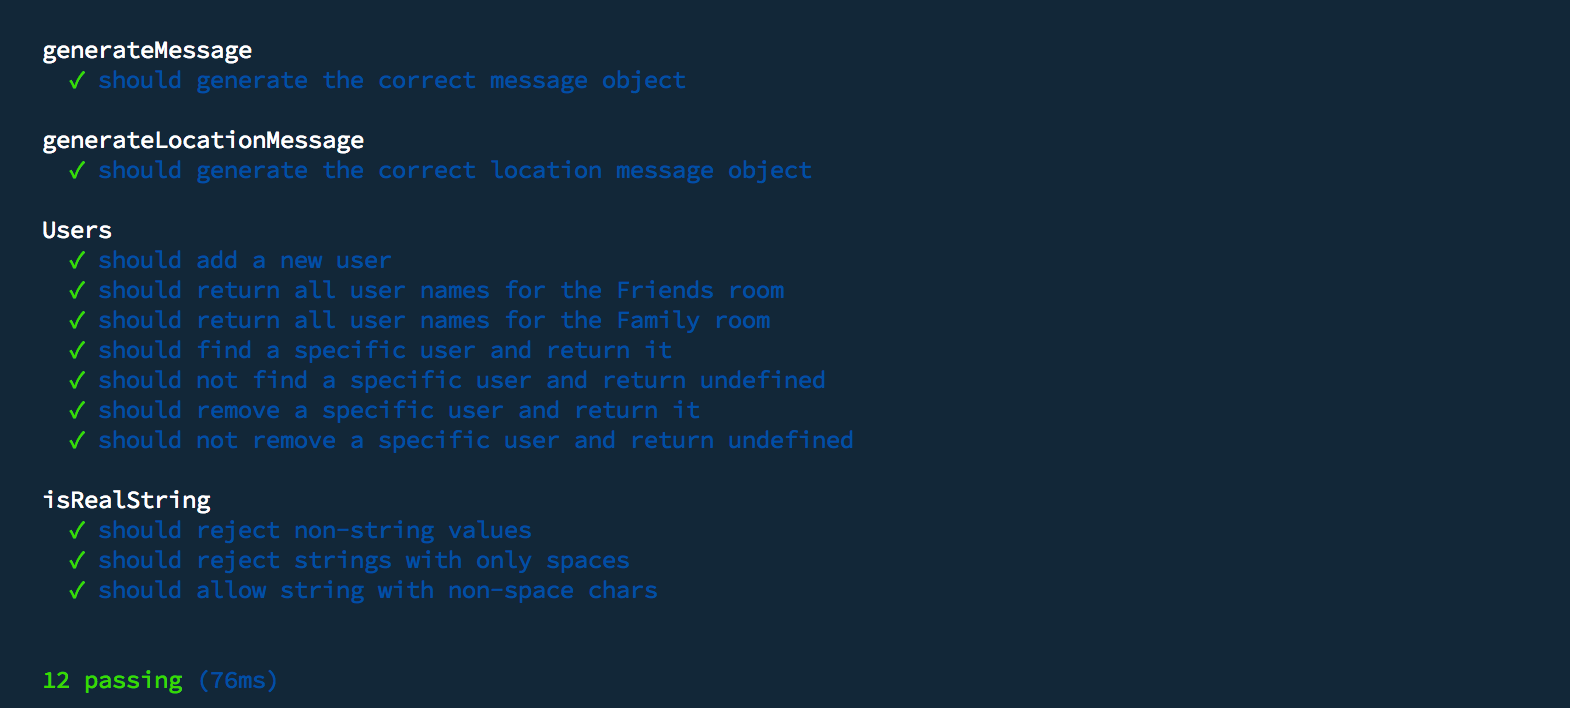 generateMessage
✓ should generate the correct message object
generateLocationMessage
✓ should generate the correct location message object
Users
✓ should add a new user
✓ should return all user names for the Friends room
✓ should return all user names for the Family room
✓ should find a specific user and return it
✓ should not find a specific user and return undefined
✓ should remove a specific user and return it
✓ should not remove a specific user and return undefined
isRealString
✓ should reject non-string values
✓ should reject strings with only spaces
✓ should allow string with non-space chars
12 passing (76ms)